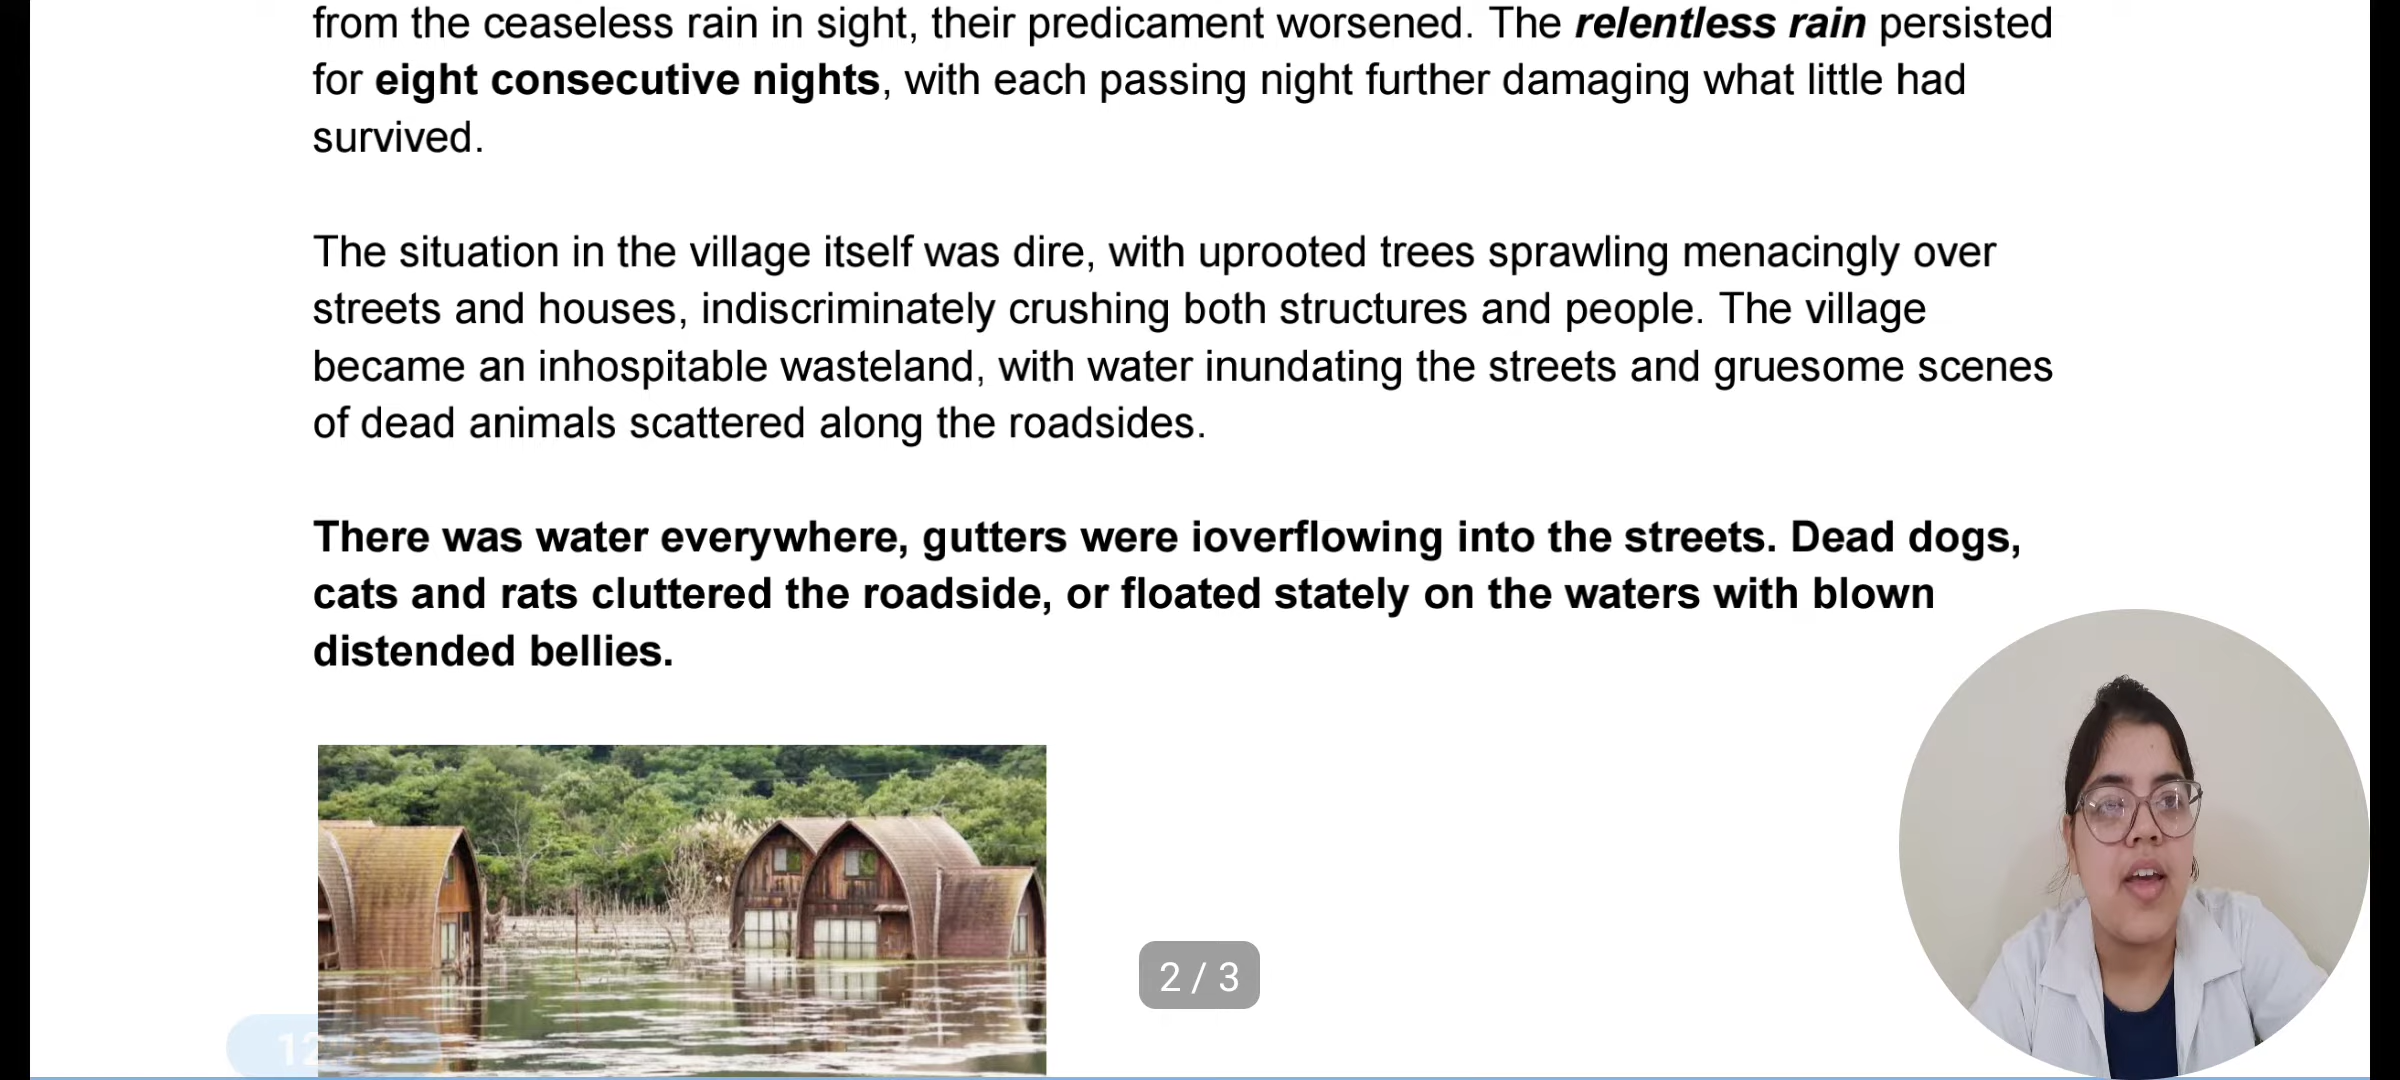 from the ceaseless rain in sight, their predicament worsened. The relentless rain persisted
for eight consecutive nights, with each passing night further damaging what little had
survived.
The situation in the village itself was dire, with uprooted trees sprawling menacingly over
streets and houses, indiscriminately crushing both structures and people. The village
became an inhospitable wasteland, with water inundating the streets and gruesome scenes
of dead animals scattered along the roadsides.
There was water everywhere, gutters were ioverflowing into the streets. Dead dogs,
cats and rats cluttered the roadside, or floated stately on the waters with blown
distended bellies.
2 / 3